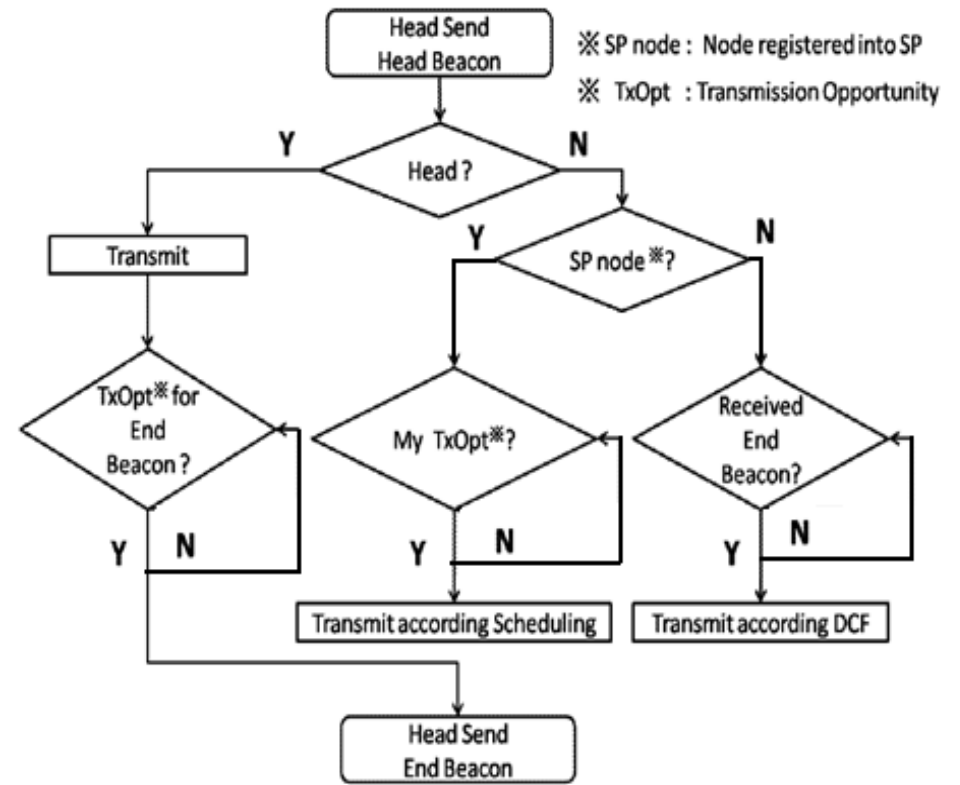 Head Send
Head Beacon
※ SP node : Node registered into SP
※ TxOpt : Transmission Opportunity
Y
N
Head ?
Y
N
Transmit
SP node※?
TxOpt※ for
End
Beacon ?
My TxOpt※?
Received
End
Beacon?
Y
N
Y
N
Y
N
Transmit according Scheduling
Transmit according DCF
Head Send
End Beacon